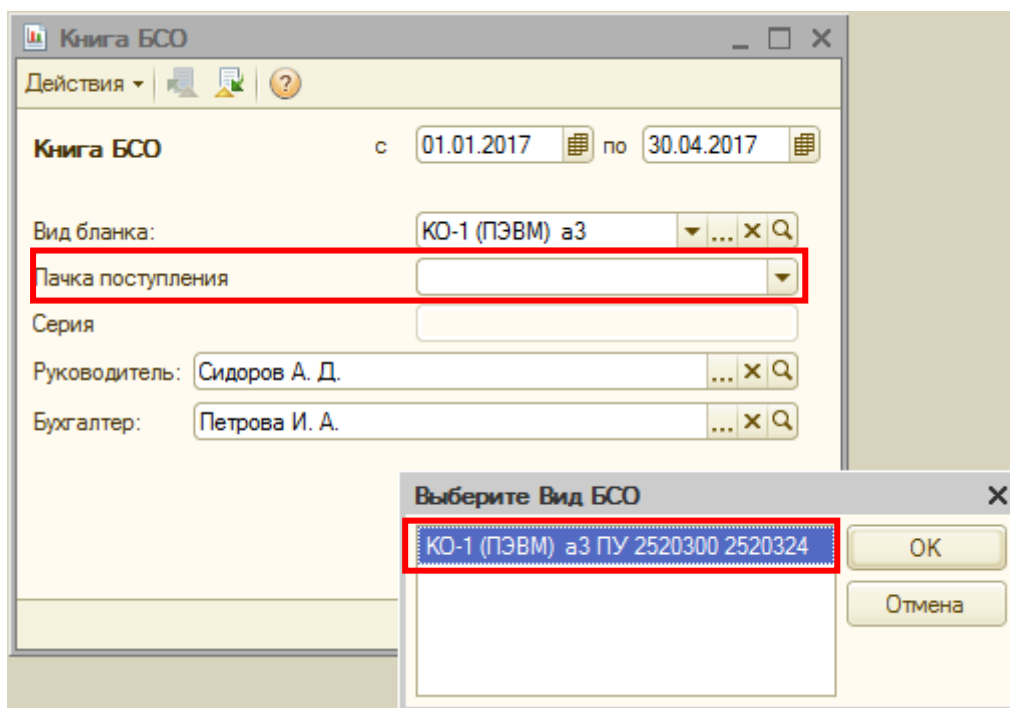 Книга БСО
Действия
Книга БСО с 01.01.2017 по 30.04.2017
Вид бланка: КО-1 (ПЭВМ) а3
Пачка поступления
Серия
Руководитель: Сидоров А. Д.
Бухгалтер: Петрова И. А.
Выберите Вид БСО
КО-1 (ПЭВМ) а3 ПУ 2520300 2520324
ОК
Отмена